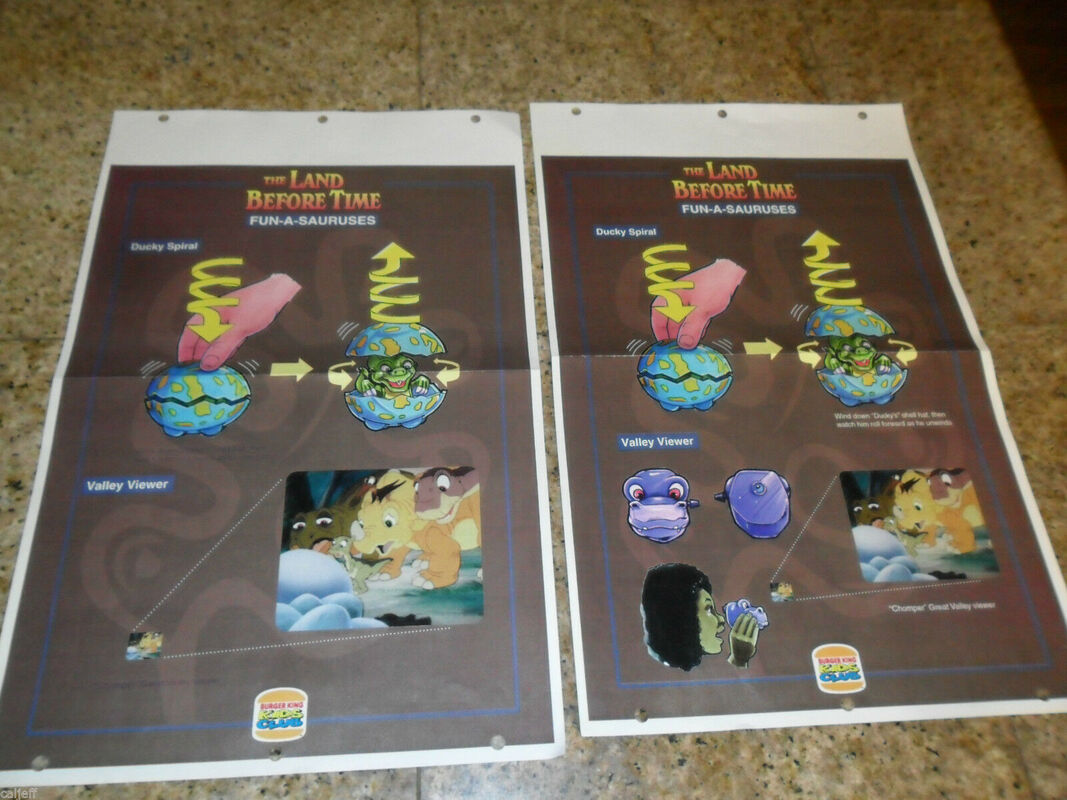 THE LAND
BEFORE TIME
FUN-A-SAURUSES
Ducky Spiral
Valley Viewer
BURGER KING
KIDS
CLUB
THE LAND
BEFORE TIME
FUN-A-SAURUSES
Ducky Spiral
Wind down "Ducky's" shell hat, then
watch him roll forward as he unwinds
Valley Viewer
"Chomper" Great Valley viewer
BURGER KING
KIDS
CLUB
caljeff